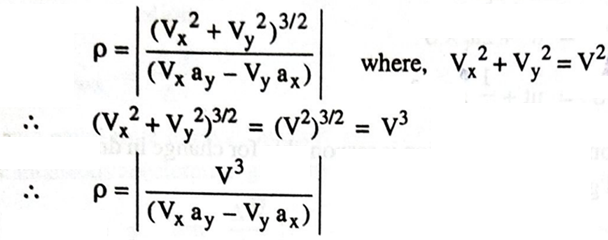 ρ = | (Vx² + Vy²)^3/2 / (Vx ay − Vy ax) | where, Vx² + Vy² = V²
∴ (Vx² + Vy²)^3/2 = (V²)^3/2 = V³
∴ ρ = | V³ / (Vx ay − Vy ax) |